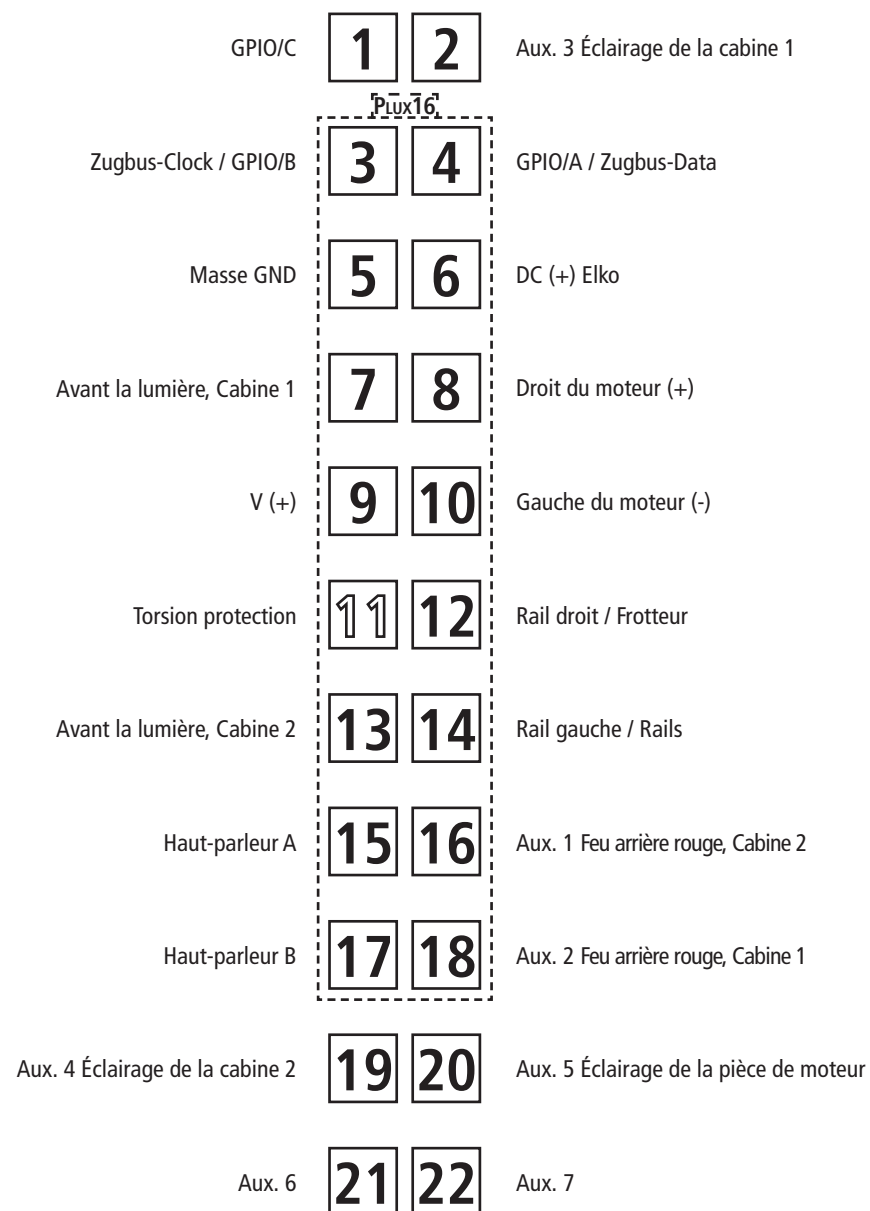 GPIO/C 1 2 Aux. 3 Éclairage de la cabine 1
PLUX16
Zugbus-Clock / GPIO/B 3 4 GPIO/A / Zugbus-Data
Masse GND 5 6 DC (+) Elko
Avant la lumière, Cabine 1 7 8 Droit du moteur (+)
V (+) 9 10 Gauche du moteur (-)
Torsion protection 11 12 Rail droit / Frotteur
Avant la lumière, Cabine 2 13 14 Rail gauche / Rails
Haut-parleur A 15 16 Aux. 1 Feu arrière rouge, Cabine 2
Haut-parleur B 17 18 Aux. 2 Feu arrière rouge, Cabine 1
Aux. 4 Éclairage de la cabine 2 19 20 Aux. 5 Éclairage de la pièce de moteur
Aux. 6 21 22 Aux. 7